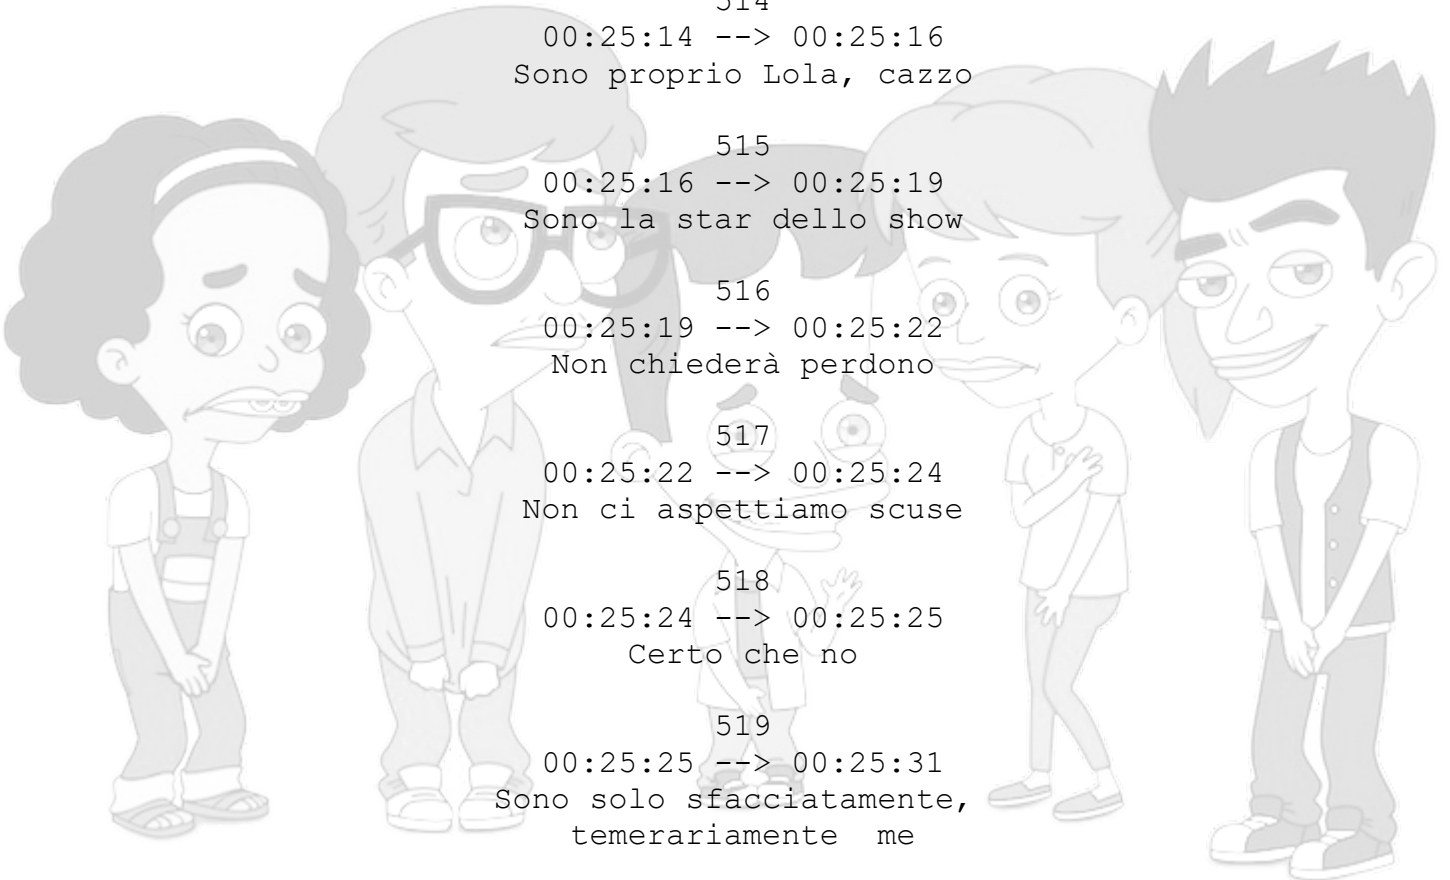 514
00:25:14 --> 00:25:16
Sono proprio Lola, cazzo
515
00:25:16 --> 00:25:19
Sono la star dello show
516
00:25:19 --> 00:25:22
Non chiederà perdono
517
00:25:22 --> 00:25:24
Non ci aspettiamo scuse
518
00:25:24 --> 00:25:25
Certo che no
519
00:25:25 --> 00:25:31
Sono solo sfacciatamente,
temerariamente  me